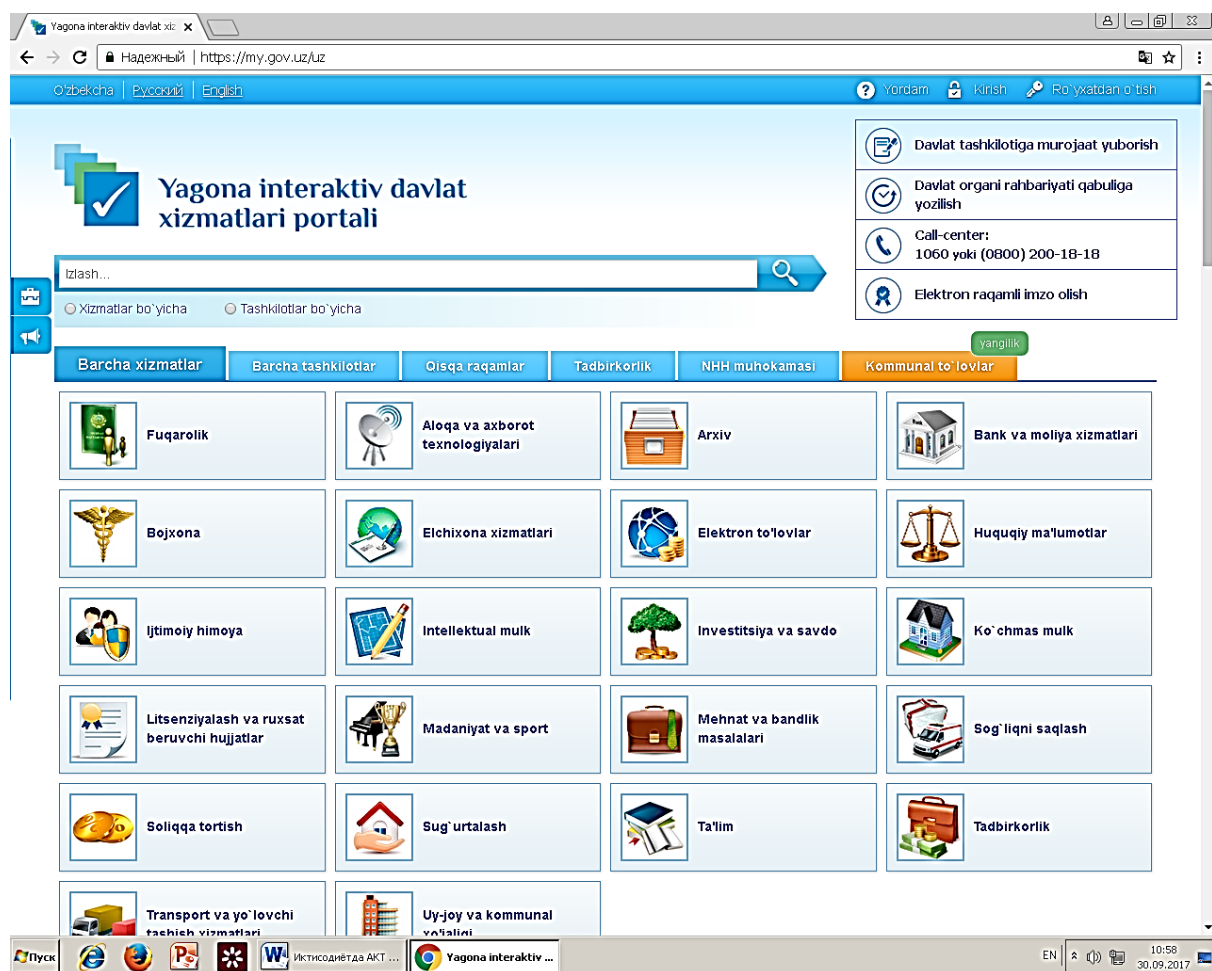 Yagona interaktiv davlat xiz
Надежный | https://my.gov.uz/uz
O'zbekcha | Русский | English
Yordam Kirish Ro`yxatdan o`tish
Yagona interaktiv davlat
xizmatlari portali
Davlat tashkilotiga murojaat yuborish
Davlat organi rahbariyati qabuliga
yozilish
Call-center:
1060 yoki (0800) 200-18-18
Elektron raqamli imzo olish
Izlash...
Xizmatlar bo`yicha Tashkilotlar bo`yicha
yangilik
Barcha xizmatlar Barcha tashkilotlar Qisqa raqamlar Tadbirkorlik NHH muhokamasi Kommunal to`lovlar
Fuqarolik
Aloqa va axborot
texnologiyalari
Arxiv
Bank va moliya xizmatlari
Bojxona
Elchixona xizmatlari
Elektron to'lovlar
Huquqiy ma'lumotlar
Ijtimoiy himoya
Intellektual mulk
Investitsiya va savdo
Ko`chmas mulk
Litsenziyalash va ruxsat
beruvchi hujjatlar
Madaniyat va sport
Mehnat va bandlik
masalalari
Sog`liqni saqlash
Soliqqa tortish
Sug`urtalash
Ta'lim
Tadbirkorlik
Transport va yo`lovchi
tashish xizmatlari
Uy-joy va kommunal
xo'jaligi
Пуск
Иктисодиётда АКТ ...
Yagona interaktiv ...
EN
10:58
30.09.2017